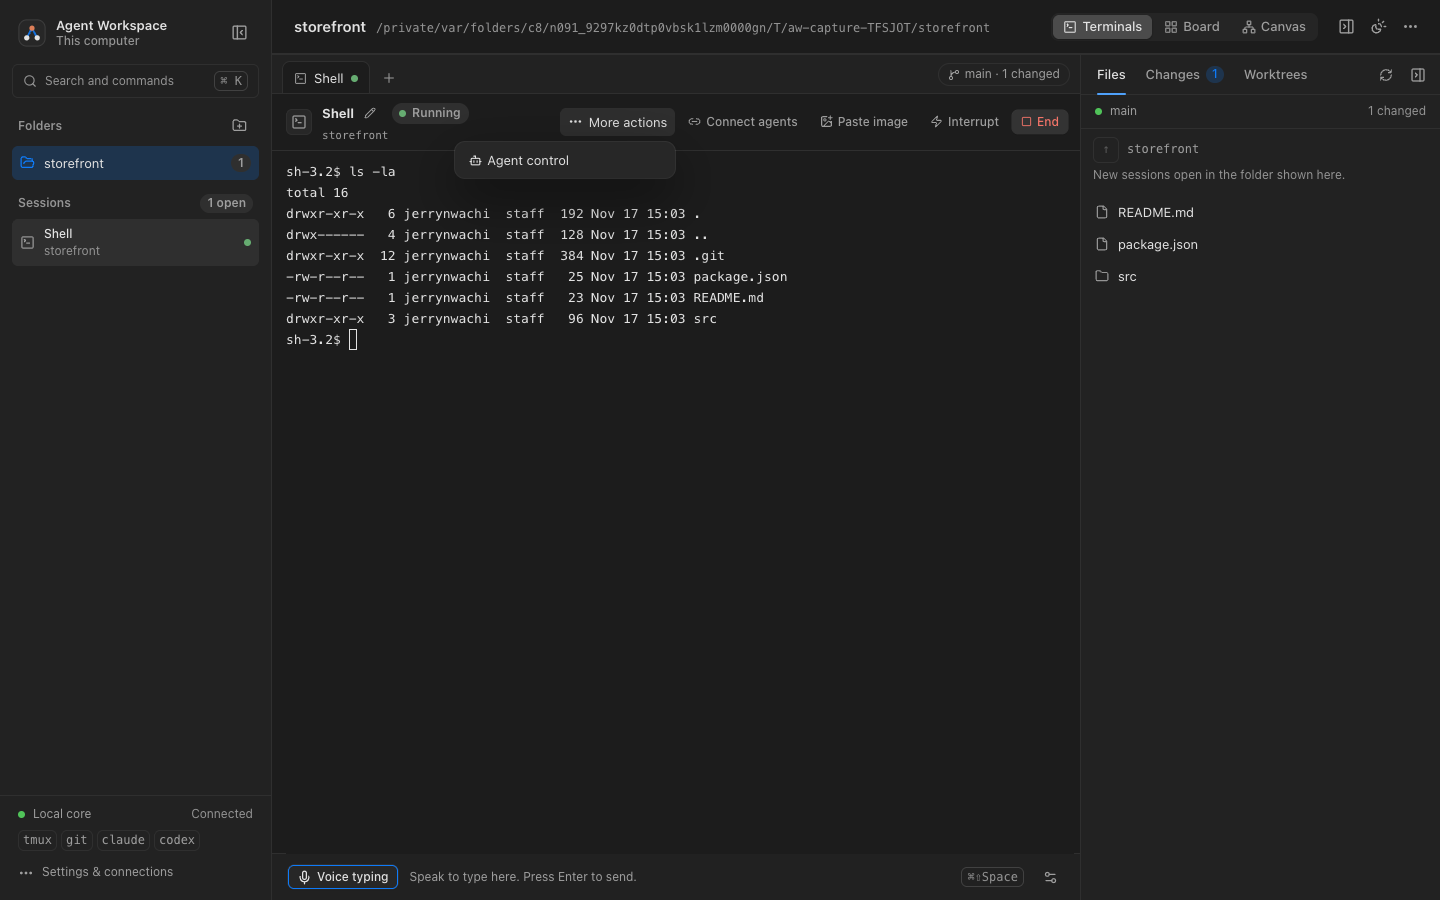 Agent Workspace
This computer
Search and commands ⌘ K
Folders
storefront 1
Sessions 1 open
Shell
storefront
Local core Connected
tmux git claude codex
Settings & connections
storefront /private/var/folders/c8/n091_9297kz0dtp0vbsk1lzm0000gn/T/aw-capture-TFSJOT/storefront
Terminals Board Canvas
Shell
main · 1 changed
Shell Running
storefront
More actions Connect agents Paste image Interrupt End
Agent control
sh-3.2$ ls -la
total 16
drwxr-xr-x 6 jerrynwachi staff 192 Nov 17 15:03 .
drwx------ 4 jerrynwachi staff 128 Nov 17 15:03 ..
drwxr-xr-x 12 jerrynwachi staff 384 Nov 17 15:03 .git
-rw-r--r-- 1 jerrynwachi staff 25 Nov 17 15:03 package.json
-rw-r--r-- 1 jerrynwachi staff 23 Nov 17 15:03 README.md
drwxr-xr-x 3 jerrynwachi staff 96 Nov 17 15:03 src
sh-3.2$
Voice typing Speak to type here. Press Enter to send. ⌘⇧Space
Files Changes 1 Worktrees
main 1 changed
↑ storefront
New sessions open in the folder shown here.
README.md
package.json
src